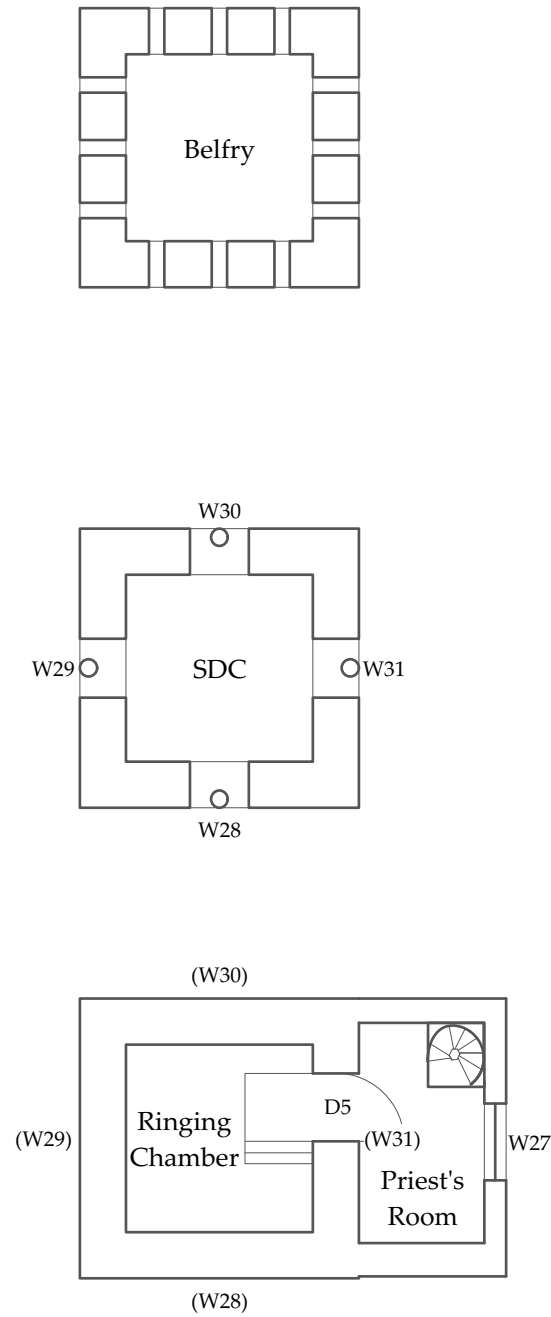 Belfry
W30
W29
SDC
W31
W28
(W30)
(W29)
Ringing
Chamber
D5
(W31)
W27
Priest's
Room
(W28)